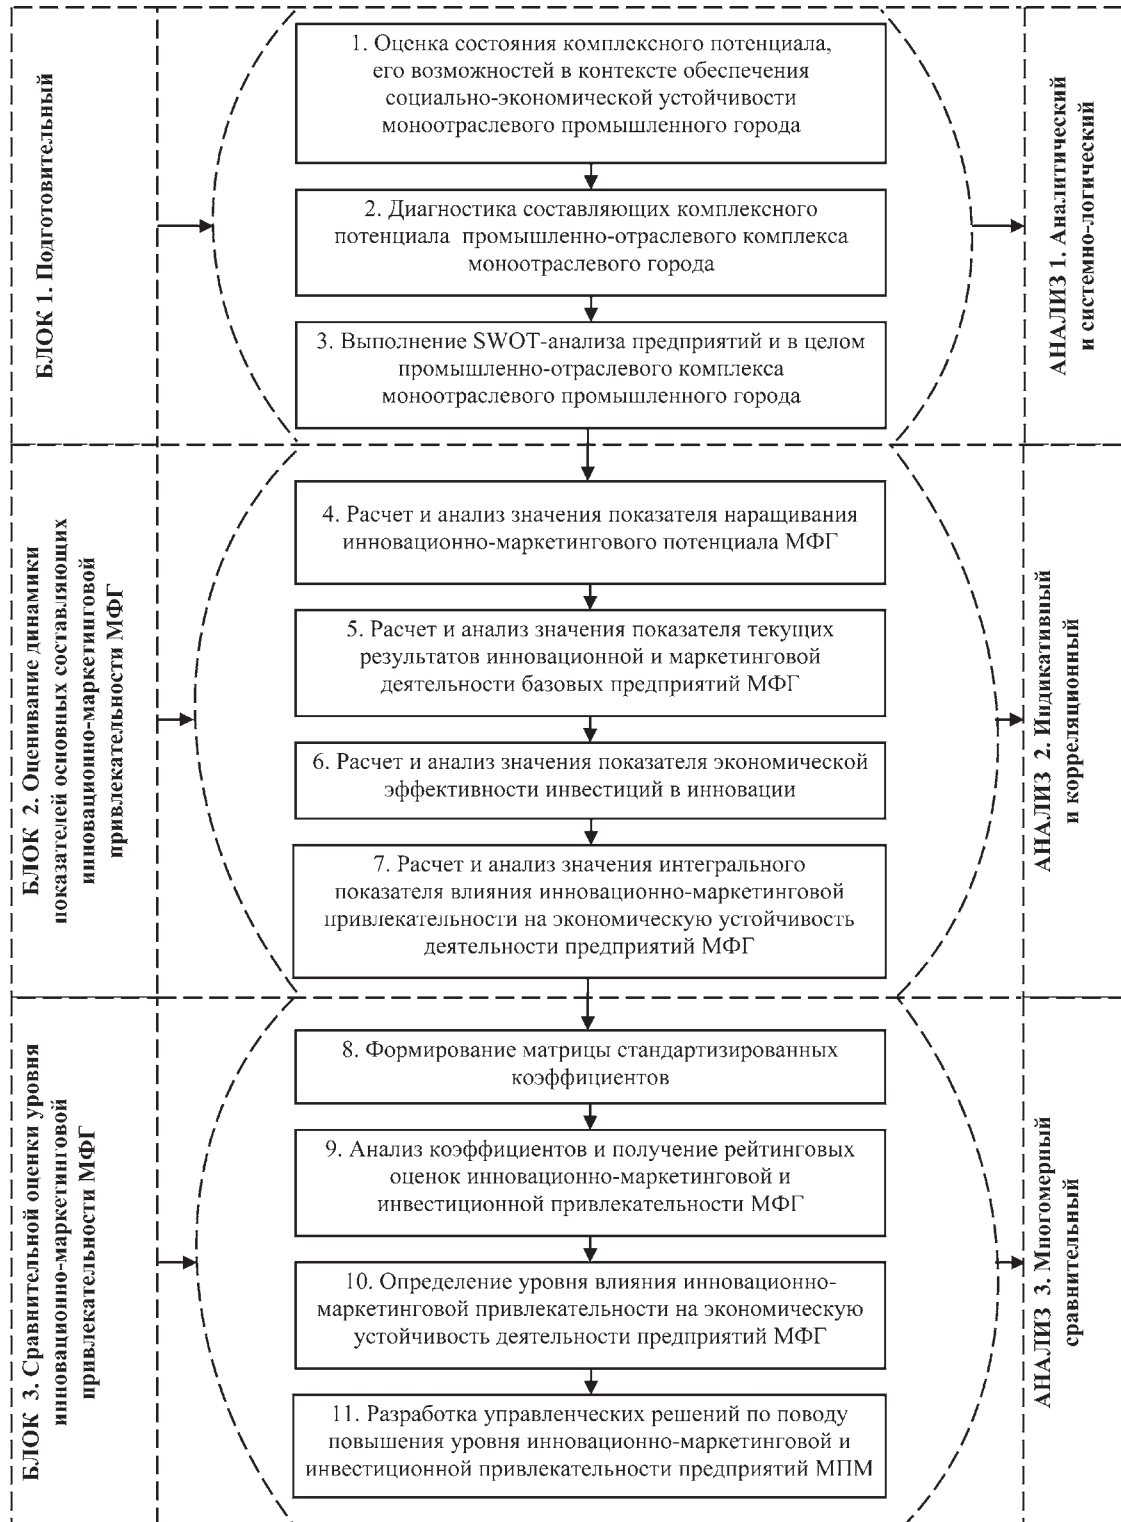 БЛОК 1. Подготовительный
1. Оценка состояния комплексного потенциала,
его возможностей в контексте обеспечения
социально-экономической устойчивости
моноотраслевого промышленного города
2. Диагностика составляющих комплексного
потенциала промышленно-отраслевого комплекса
моноотраслевого города
3. Выполнение SWOT-анализа предприятий и в целом
промышленно-отраслевого комплекса
моноотраслевого промышленного города
АНАЛИЗ 1. Аналитический
и системно-логический
БЛОК 2. Оценивание динамики
показателей основных составляющих
инновационно-маркетинговой
привлекательности МФГ
4. Расчет и анализ значения показателя наращивания
инновационно-маркетингового потенциала МФГ
5. Расчет и анализ значения показателя текущих
результатов инновационной и маркетинговой
деятельности базовых предприятий МФГ
6. Расчет и анализ значения показателя экономической
эффективности инвестиций в инновации
7. Расчет и анализ значения интегрального
показателя влияния инновационно-маркетинговой
привлекательности на экономическую устойчивость
деятельности предприятий МФГ
АНАЛИЗ 2. Индикативный
и корреляционный
БЛОК 3. Сравнительной оценки уровня
инновационно-маркетинговой
привлекательности МФГ
8. Формирование матрицы стандартизированных
коэффициентов
9. Анализ коэффициентов и получение рейтинговых
оценок инновационно-маркетинговой и
инвестиционной привлекательности МФГ
10. Определение уровня влияния инновационно-
маркетинговой привлекательности на экономическую
устойчивость деятельности предприятий МФГ
11. Разработка управленческих решений по поводу
повышения уровня инновационно-маркетинговой и
инвестиционной привлекательности предприятий МПМ
АНАЛИЗ 3. Многомерный
сравнительный